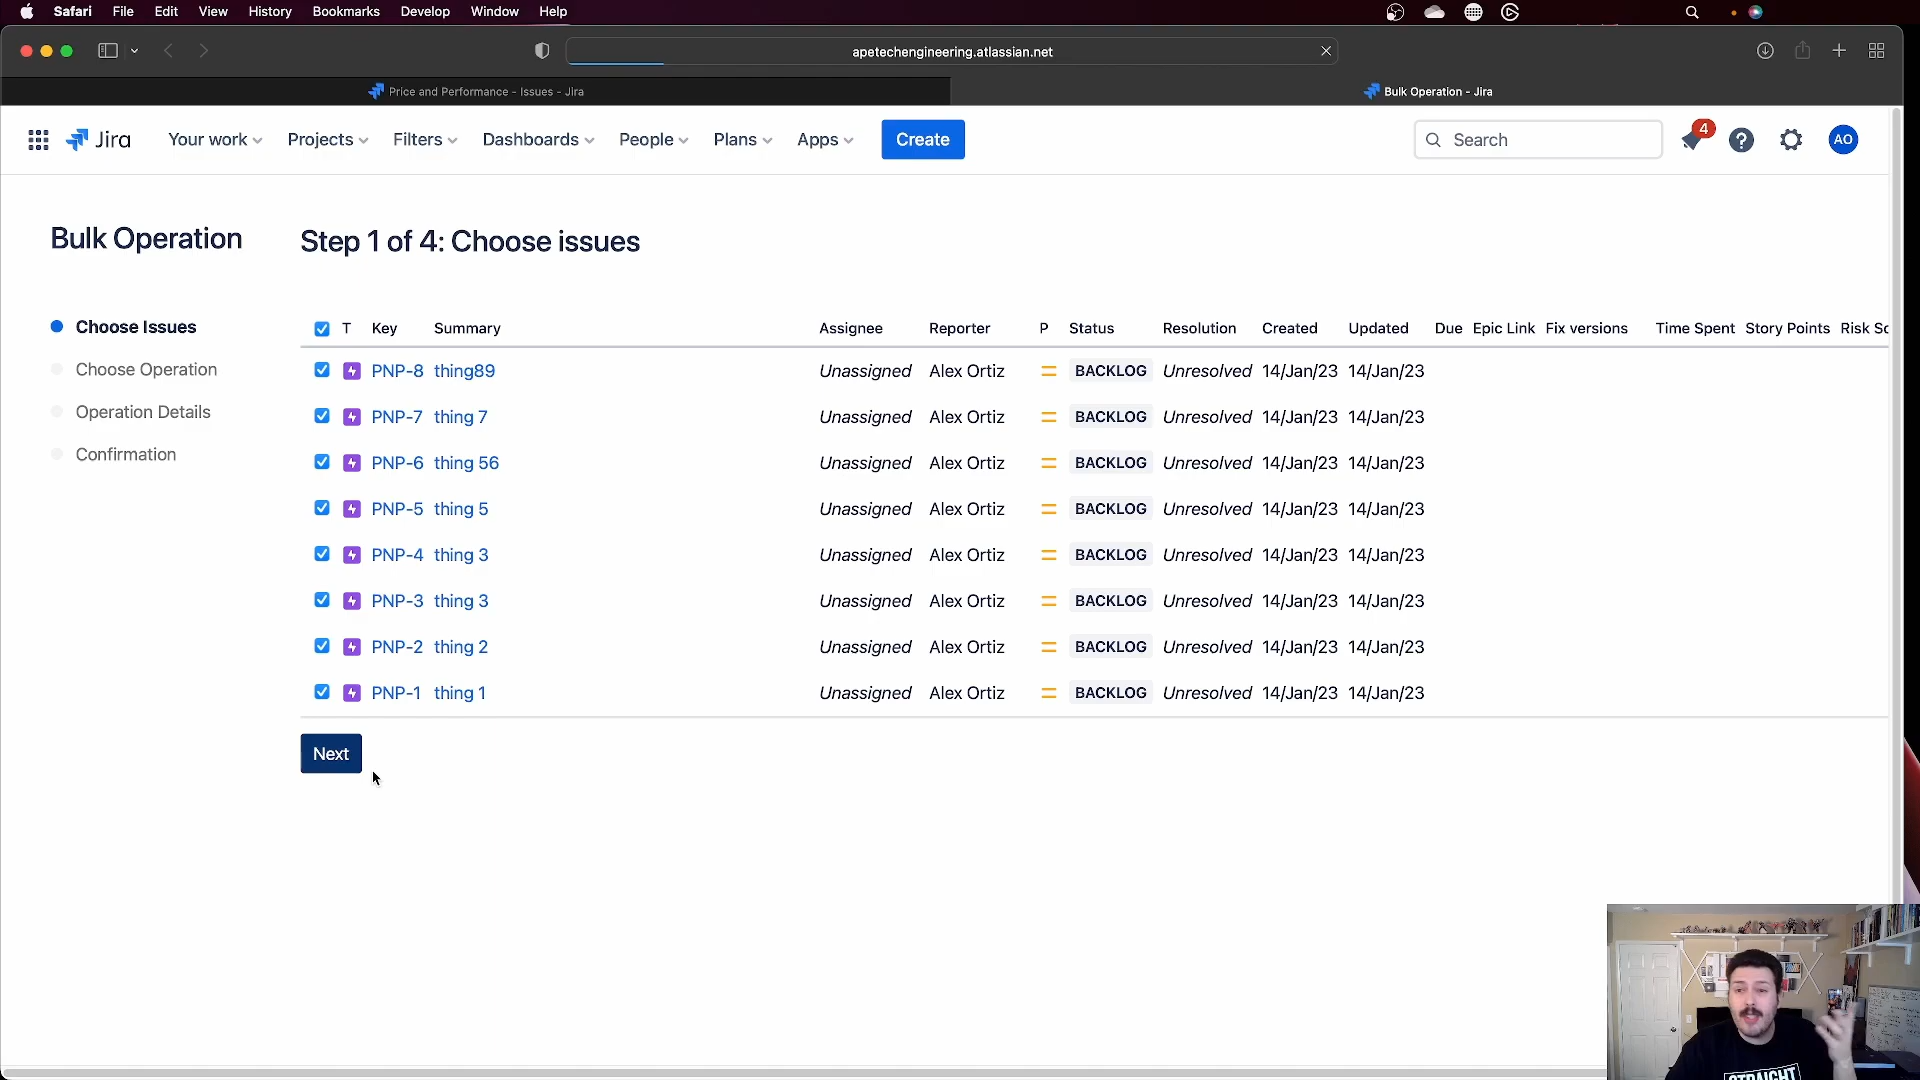 Safari File Edit View History Bookmarks Develop Window Help
apetechengineering.atlassian.net
Price and Performance - Issues - Jira
Bulk Operation - Jira
Jira Your work Projects Filters Dashboards People Plans Apps Create Search 4 AO
Bulk Operation
Choose Issues
Choose Operation
Operation Details
Confirmation
Step 1 of 4: Choose issues
T Key Summary Assignee Reporter P Status Resolution Created Updated Due Epic Link Fix versions Time Spent Story Points Risk Sc
PNP-8 thing89 Unassigned Alex Ortiz BACKLOG Unresolved 14/Jan/23 14/Jan/23
PNP-7 thing 7 Unassigned Alex Ortiz BACKLOG Unresolved 14/Jan/23 14/Jan/23
PNP-6 thing 56 Unassigned Alex Ortiz BACKLOG Unresolved 14/Jan/23 14/Jan/23
PNP-5 thing 5 Unassigned Alex Ortiz BACKLOG Unresolved 14/Jan/23 14/Jan/23
PNP-4 thing 3 Unassigned Alex Ortiz BACKLOG Unresolved 14/Jan/23 14/Jan/23
PNP-3 thing 3 Unassigned Alex Ortiz BACKLOG Unresolved 14/Jan/23 14/Jan/23
PNP-2 thing 2 Unassigned Alex Ortiz BACKLOG Unresolved 14/Jan/23 14/Jan/23
PNP-1 thing 1 Unassigned Alex Ortiz BACKLOG Unresolved 14/Jan/23 14/Jan/23
Next
STRAIGHT